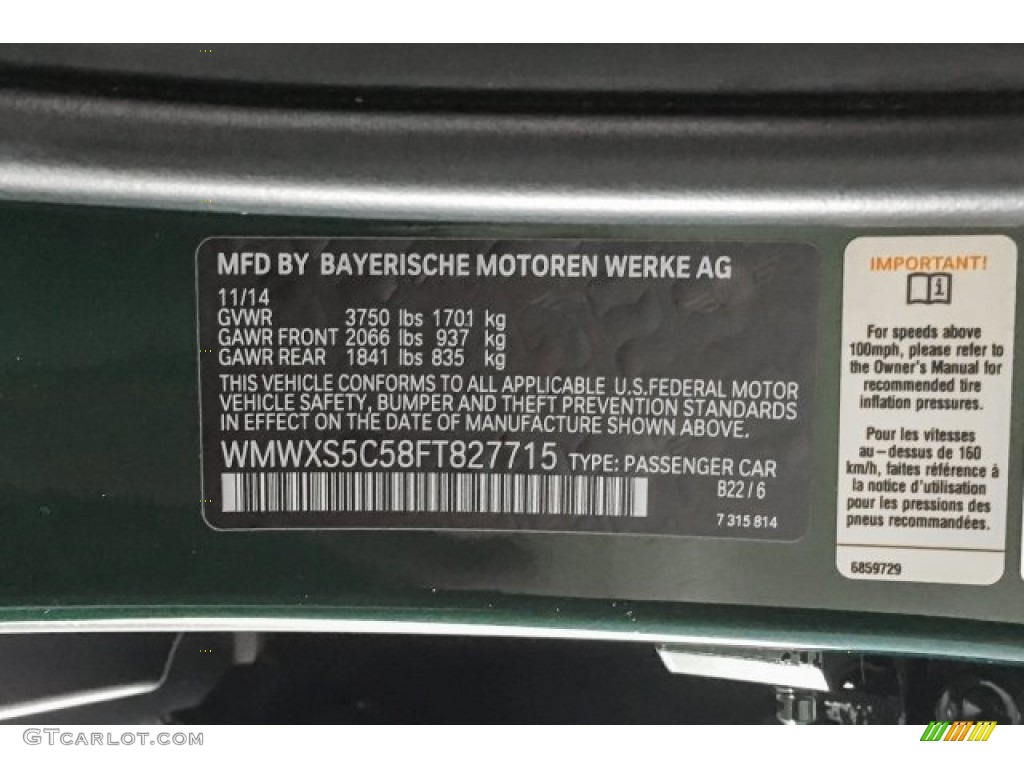 MFD BY BAYERISCHE MOTOREN WERKE AG
11/14
GVWR 3750 lbs 1701 kg
GAWR FRONT 2066 lbs 937 kg
GAWR REAR 1841 lbs 835 kg
THIS VEHICLE CONFORMS TO ALL APPLICABLE U.S.FEDERAL MOTOR
VEHICLE SAFETY, BUMPER AND THEFT PREVENTION STANDARDS
IN EFFECT ON THE DATE OF MANUFACTURE SHOWN ABOVE.
WMWXS5C58FT827715 TYPE: PASSENGER CAR
B22/6
7 315 814
IMPORTANT!
For speeds above
100mph, please refer to
the Owner's Manual for
recommended tire
inflation pressures.
Pour les vitesses
au-dessus de 160
km/h, faites référence à
la notice d'utilisation
pour les pressions des
pneus recommandées.
6859729
GTcarlot.com